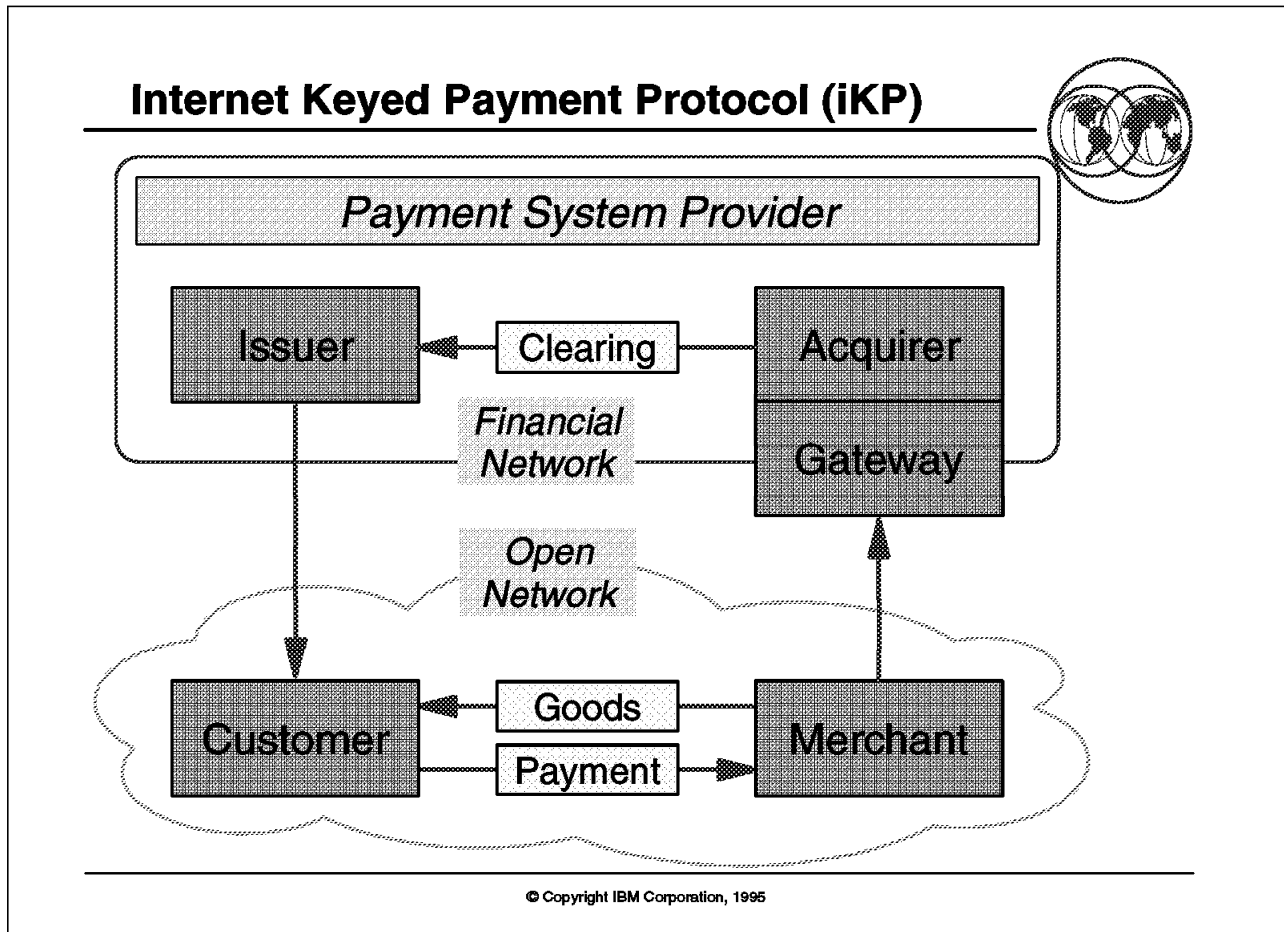 Internet Keyed Payment Protocol (iKP)
Payment System Provider
Issuer
Clearing
Acquirer
Financial
Network
Gateway
Open
Network
Customer
Goods
Payment
Merchant
© Copyright IBM Corporation, 1995